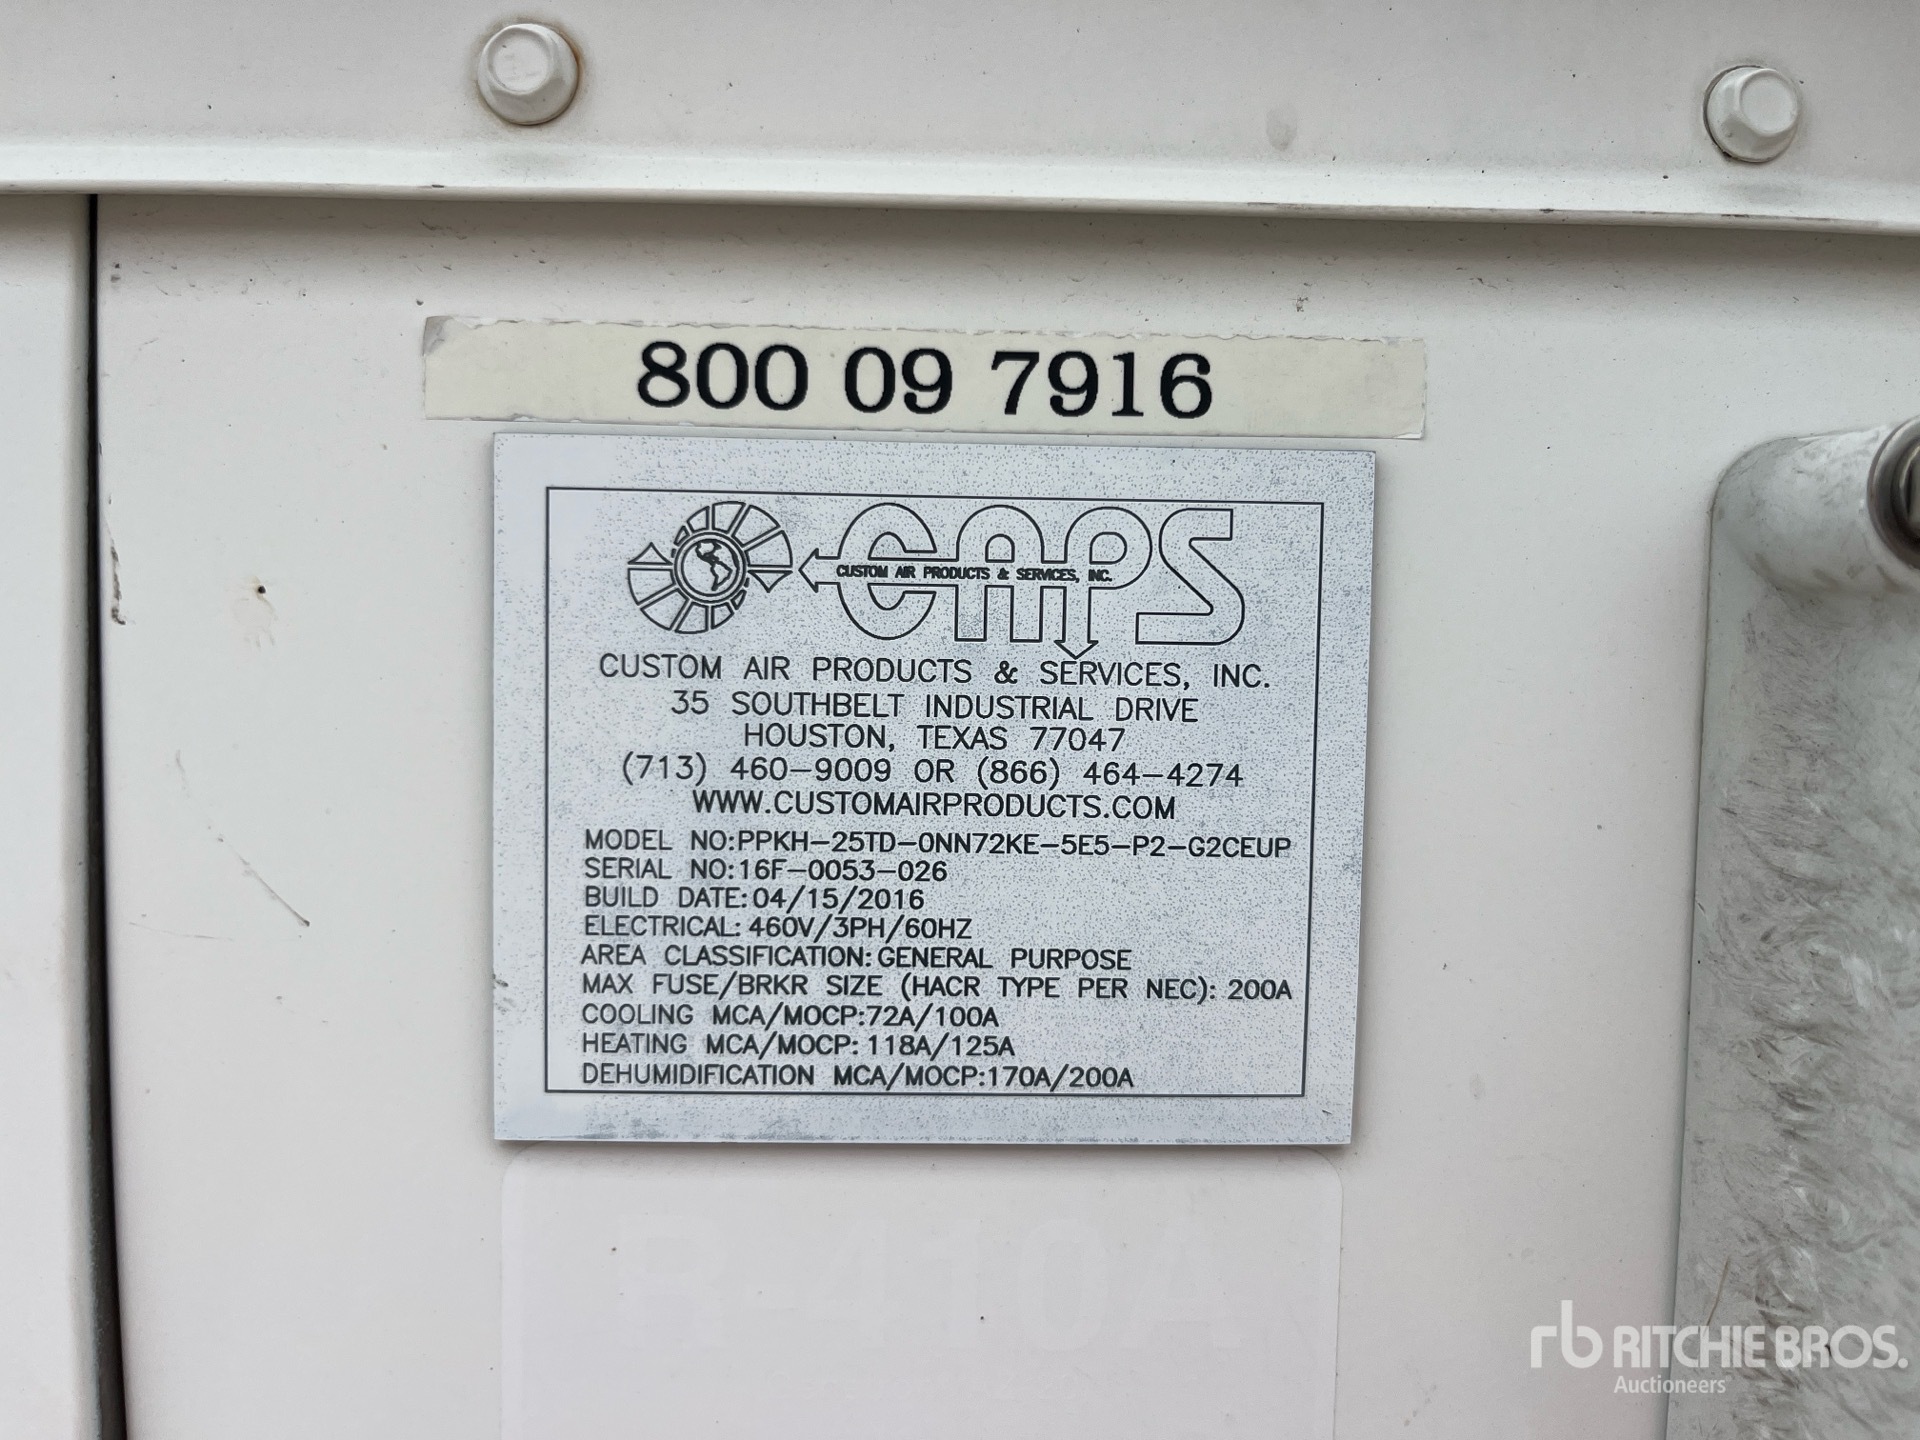 800 09 7916
CAPS
CUSTOM AIR PRODUCTS & SERVICES, INC.
CUSTOM AIR PRODUCTS & SERVICES, INC.
35 SOUTHBELT INDUSTRIAL DRIVE
HOUSTON, TEXAS 77047
(713) 460-9009 OR (866) 464-4274
WWW.CUSTOMAIRPRODUCTS.COM
MODEL NO:PPKH-25TD-0NN72KE-5E5-P2-G2CEUP
SERIAL NO:16F-0053-026
BUILD DATE:04/15/2016
ELECTRICAL:460V/3PH/60HZ
AREA CLASSIFICATION:GENERAL PURPOSE
MAX FUSE/BRKR SIZE (HACR TYPE PER NEC): 200A
COOLING MCA/MOCP:72A/100A
HEATING MCA/MOCP:118A/125A
DEHUMIDIFICATION MCA/MOCP:170A/200A
R-410A
rb RITCHIE BROS.
Auctioneers